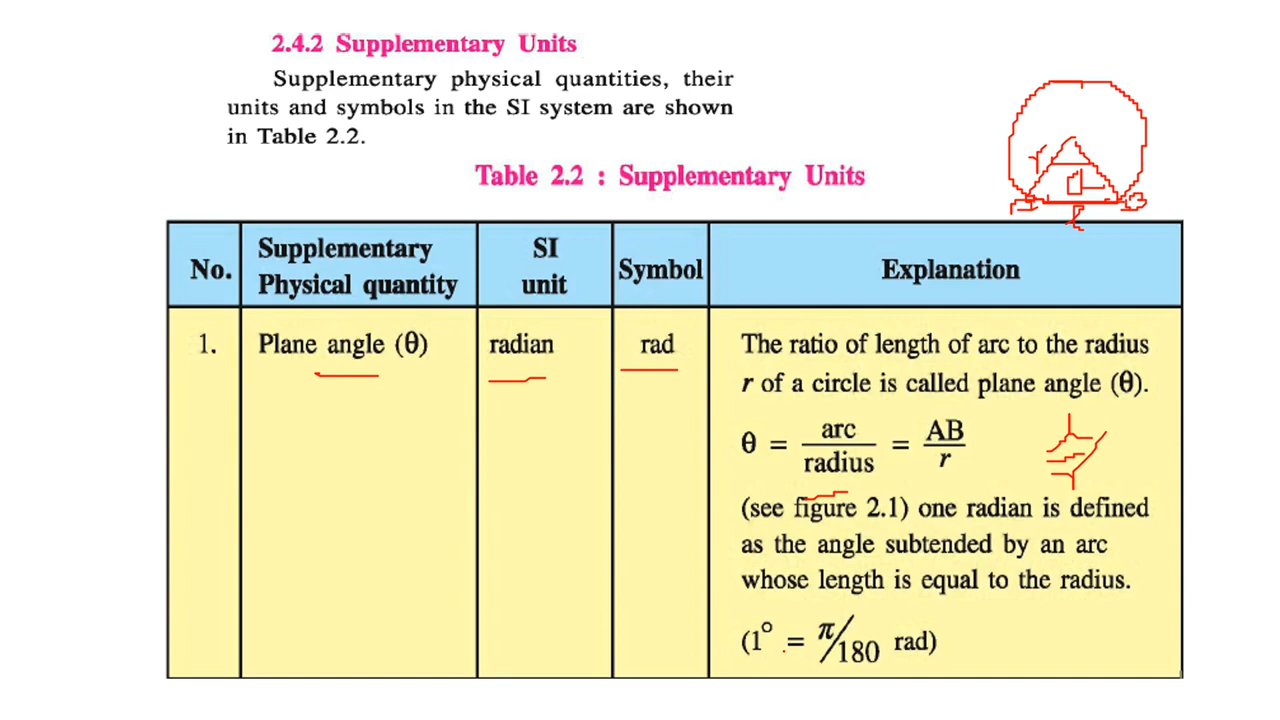 2.4.2 Supplementary Units
Supplementary physical quantities, their
units and symbols in the SI system are shown
in Table 2.2.
Table 2.2 : Supplementary Units
No.
Supplementary
Physical quantity
SI
unit
Symbol
Explanation
1.
Plane angle (θ)
radian
rad
The ratio of length of arc to the radius
r of a circle is called plane angle (θ).
θ = arc/radius = AB/r
(see figure 2.1) one radian is defined
as the angle subtended by an arc
whose length is equal to the radius.
(1° = π/180 rad)